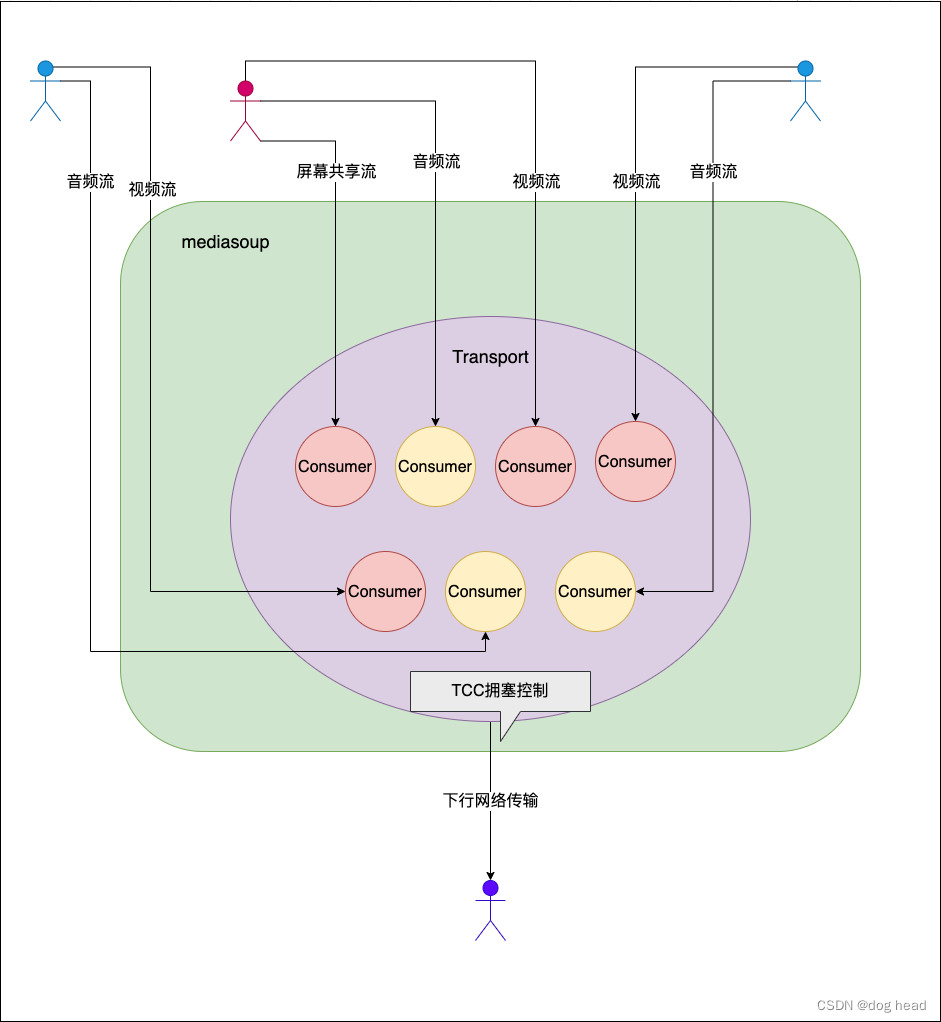 屏幕共享流
音频流
音频流
视频流
视频流
视频流
音频流
mediasoup
Transport
Consumer
Consumer
Consumer
Consumer
Consumer
Consumer
Consumer
TCC拥塞控制
下行网络传输
CSDN @dog head